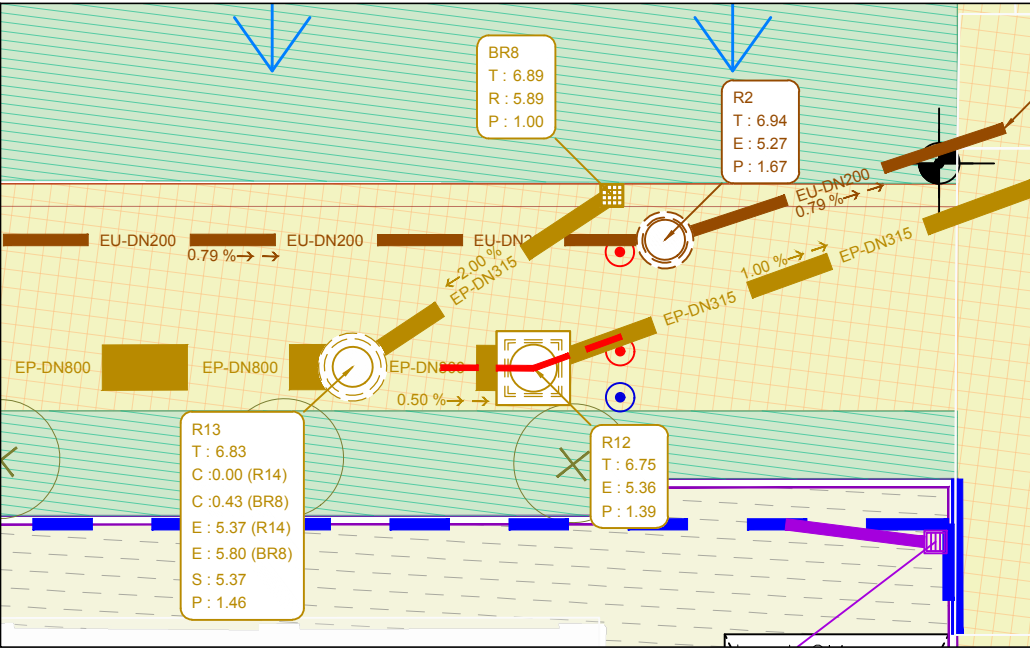 BR8
T : 6.89
R : 5.89
P : 1.00
R2
T : 6.94
E : 5.27
P : 1.67
EU-DN200
0.79 %
EU-DN200
EU-DN200
EU-DN2
0.79 %
2.00 %
EP-DN315
1.00 %
EP-DN315
EP-DN315
EP-DN800
EP-DN800
EP-DN800
0.50 %
R13
T : 6.83
C :0.00 (R14)
C :0.43 (BR8)
E : 5.37 (R14)
E : 5.80 (BR8)
S : 5.37
P : 1.46
R12
T : 6.75
E : 5.36
P : 1.39